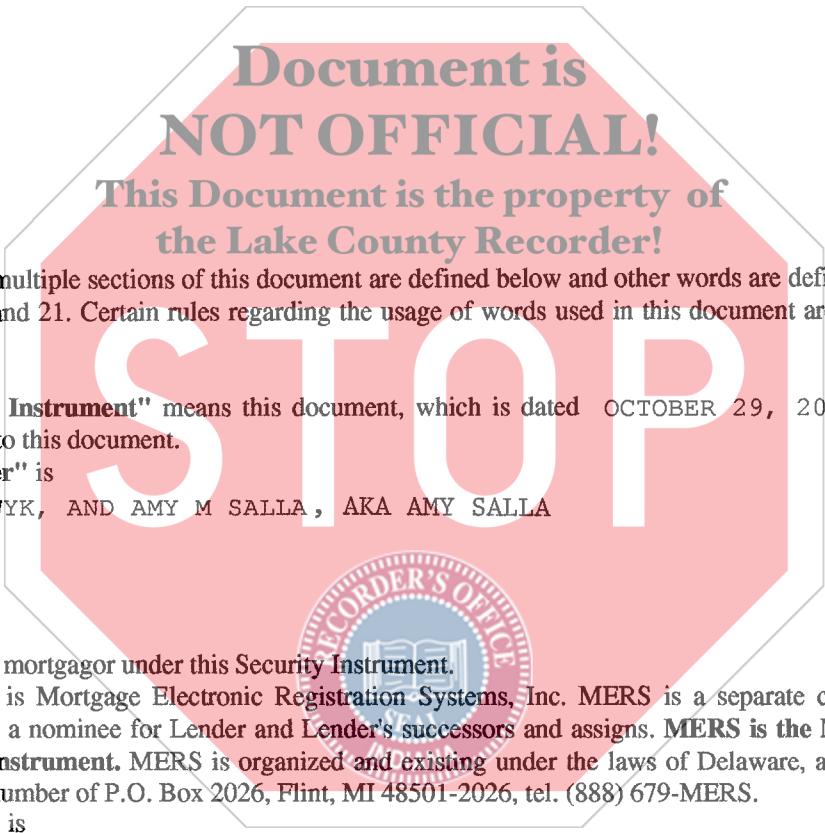 Document is
NOT OFFICIAL!
This Document is the property of
the Lake County Recorder!
multiple sections of this document are defined below and other words are defi
nd 21. Certain rules regarding the usage of words used in this document ar
STOP
Instrument" means this document, which is dated OCTOBER 29, 20
to this document.
er" is
YK, AND AMY M SALLA, AKA AMY SALLA
RECORDER'S OFFICE
mortgagor under this Security Instrument.
is Mortgage Electronic Registration Systems, Inc. MERS is a separate c
a nominee for Lender and Lender's successors and assigns. MERS is the M
nstrument. MERS is organized and existing under the laws of Delaware, a
umber of P.O. Box 2026, Flint, MI 48501-2026, tel. (888) 679-MERS.
SEAL
INDIANA
is